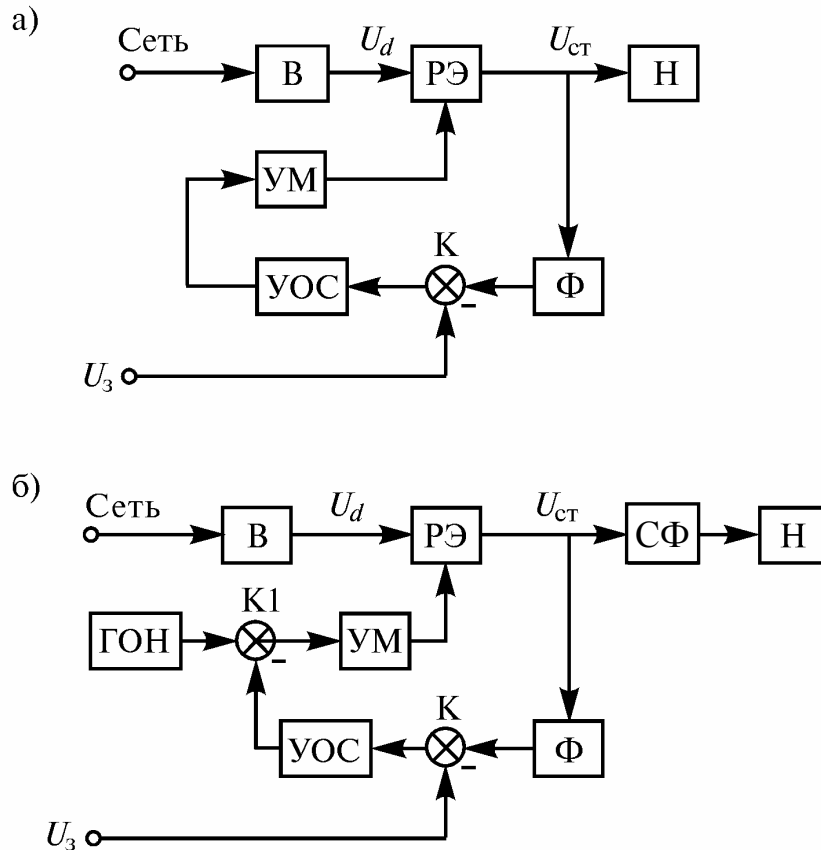 а)
Сеть U_d U_ст
В РЭ Н
УМ
К
УОС Ф
-
U_з
б)
Сеть U_d U_ст
В РЭ СФ Н
К1
ГОН УМ
-
К
УОС Ф
-
U_з